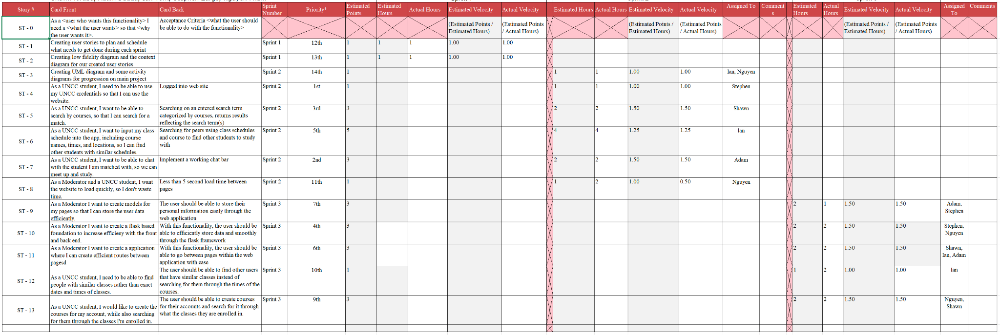 Story #
Card Front
Card Back
Sprint
Number
Priority*
Estimated
Points
Estimated
Hours
Actual Hours
Estimated Velocity
Actual Velocity
Estimated Hours
Actual Hours
Estimated Velocity
Actual Velocity
Assigned To
Comment
s
Estimated
Hours
Actual
Hours
Estimated Velocity
Actual Velocity
Assigned
To
Comments
ST - 0
As a <user who wants this functionality> I
need a <what the user wants> so that <why
the user wants it>.
Acceptance Criteria <what the user should
be able to do with the functionality>
(Estimated Points /
Estimated Hours)
(Estimated Points
/ Actual Hours)
(Estimated Points /
Estimated Hours)
(Estimated Points
/ Actual Hours)
(Estimated Points /
Estimated Hours)
(Estimated Points
/ Actual Hours)
ST - 1
Creating user stories to plan and schedule
what needs to get done during each sprint
Sprint 1
12th
1
1
1
1.00
1.00
ST - 2
Creating low fidelity diagram and the context
diagram for our created user stories
Sprint 1
13th
1
1
1
1.00
1.00
ST - 3
Creating UML diagram and some activity
diagrams for progression on main project
Sprint 2
14th
1
1
1
1.00
1.00
Ian, Nguyen
ST - 4
As a UNCC student, I need to be able to use
my UNCC credentials so that I can use the
website.
Logged into web site
Sprint 2
1st
1
1
1
1.00
1.00
Stephen
ST - 5
As a UNCC student, I want to be able to
search by courses, so that I can search for a
match.
Searching on an entered search term
categorized by courses, returns results
reflecting the search term(s)
Sprint 2
3rd
3
2
2
1.50
1.50
Shawn
ST - 6
As a UNCC student, I want to input my class
schedule into the app, including course
names, times, and locations, so I can find
other students with similar schedules.
Searching for peers using class schedules
and course to find other students to study
with
Sprint 2
5th
5
4
4
1.25
1.25
Ian
ST - 7
As a UNCC student, I want to be able to chat
with the student I am matched with, so we can
meet up and study.
Implement a working chat bar
Sprint 2
2nd
3
2
2
1.50
1.50
Adam
ST - 8
As a Moderator and a UNCC student, I want
the website to load quickly, so I don't waste
time.
Less than 5 second load time between
pages
Sprint 2
11th
1
1
2
1.00
0.50
Nguyen
ST - 9
As a Moderator I want to create models for
my pages so that I can store the user data
efficiently.
The user should be able to store their
personal information easily through the
web application
Sprint 3
7th
3
2
1
1.50
1.50
Adam,
Stephen
ST - 10
As a Moderator I want to create a flask based
foundation to increase efficieny with the front
and back end.
With this functionality, the user should be
able to efficiently store data and smoothly
through the flask framework
Sprint 3
4th
3
2
2
1.50
1.50
Stephen,
Nguyen
ST - 11
As a Moderator I want to create a application
where I can create efficient routes between
pagesd
With this functionality, the user should be
able to go between pages within the web
application with ease
Sprint 3
6th
3
2
2
1.50
1.50
Shawn,
Ian, Adam
ST - 12
As a UNCC student, I need to be able to find
people with similar classes rather than exact
dates and times of classes.
The user should be able to find other users
that have similar classes instead of
searching for them through the times of the
courses.
Sprint 3
10th
1
1
2
1.00
1.00
Ian
ST - 13
As a UNCC student, I would like to create the
courses for my account, while also searching
for them through the classes I'm enrolled in.
The user should be able to create courses
for their accounts and search for it through
what the classes they are enrolled in.
Sprint 3
9th
3
2
2
1.50
1.50
Nguyen,
Shawn